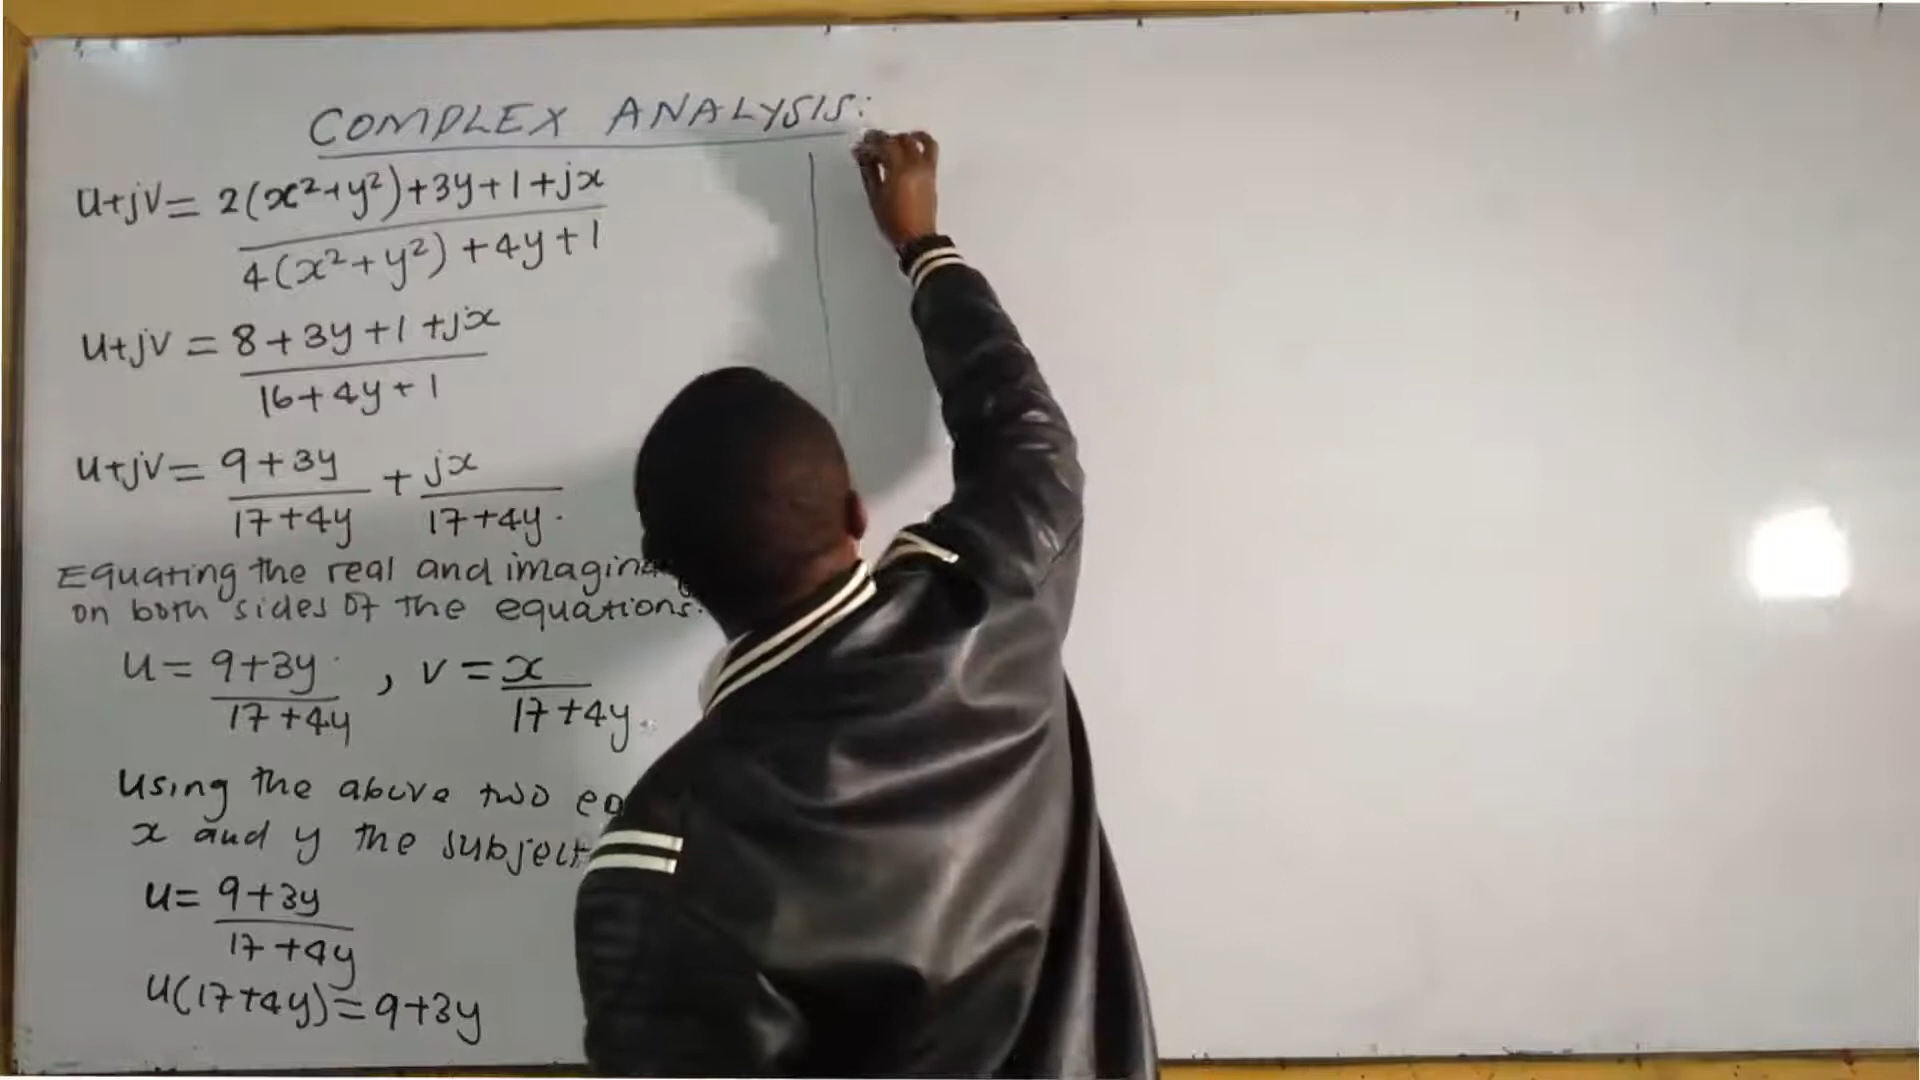 COMPLEX ANALYSIS:
u+jv = 2(x²+y²)+3y+1+jx
4(x²+y²)+4y+1
u+jv = 8+3y+1+jx
16+4y+1
u+jv = 9+3y + jx
17+4y 17+4y.
Equating the real and
on both sides of the equations.
u = 9+3y , v = x
17+4y 17+4y.
Using the above two
x and y the subject
u = 9+3y
17+4y
u(17+4y)=9+3y